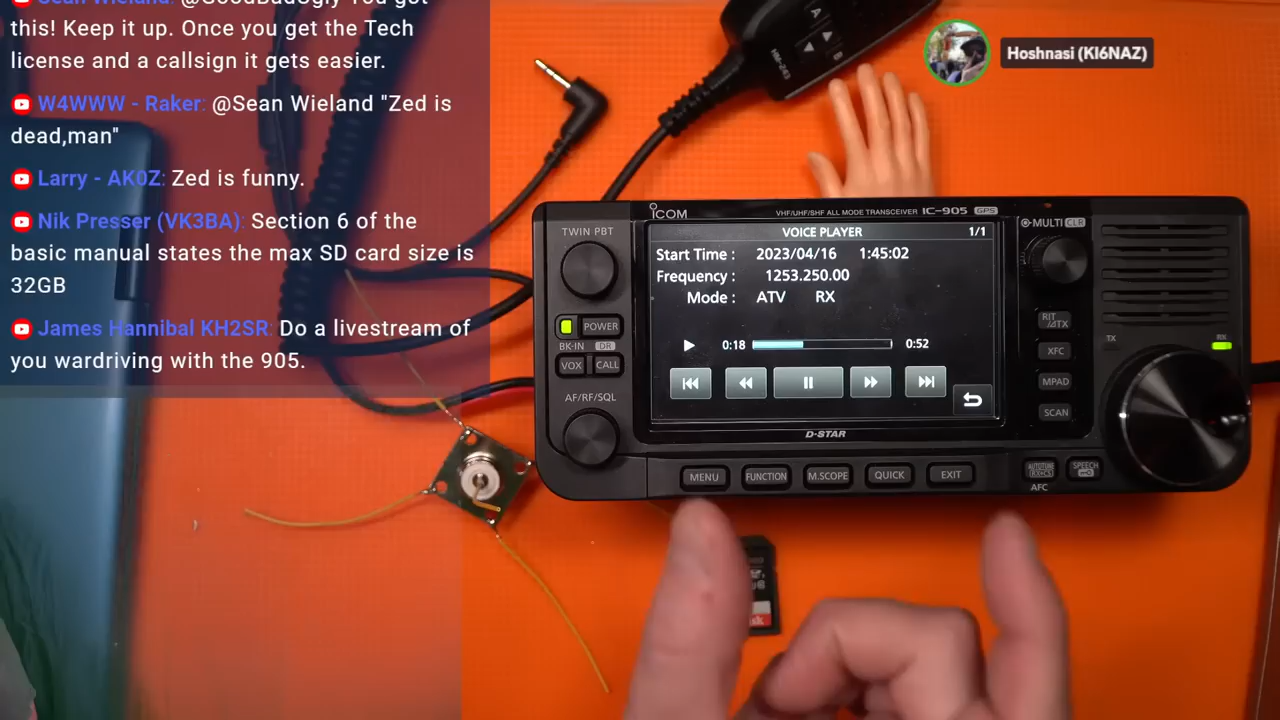 Sean Wieland: @GoodBadUgly You got
this! Keep it up. Once you get the Tech
license and a callsign it gets easier.
W4WWW - Raker: @Sean Wieland "Zed is
dead,man"
Larry - AK0Z: Zed is funny.
Nik Presser (VK3BA): Section 6 of the
basic manual states the max SD card size is
32GB
James Hannibal KH2SR: Do a livestream of
you wardriving with the 905.
Hoshnasi (KI6NAZ)
A
B
HM-243
ICOM
VHF/UHF/SHF ALL MODE TRANSCEIVER IC-905 GPS
TWIN PBT
POWER
BK-IN DR
VOX CALL
AF/RF/SQL
VOICE PLAYER 1/1
Start Time : 2023/04/16 1:45:02
Frequency : 1253.250.00
Mode : ATV RX
0:18 0:52
D-STAR
MENU FUNCTION M.SCOPE QUICK EXIT
MULTI CLR
RIT
/ΔTX
XFC
MPAD
SCAN
TX RX
AUTOTUNE
SPEECH
AFC